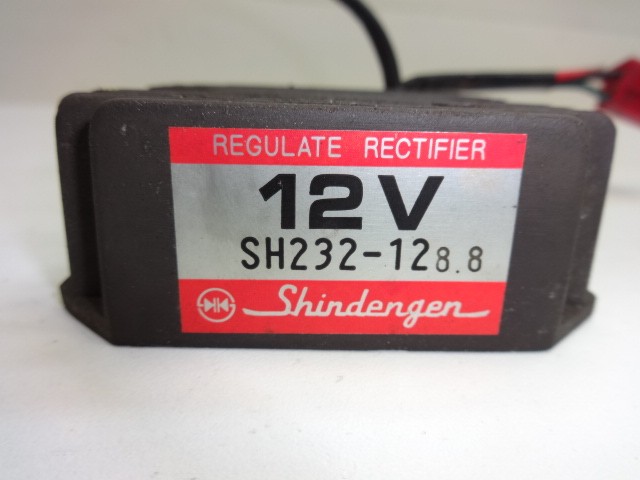 REGULATE RECTIFIER
12V
SH232-12 8.8
Shindengen